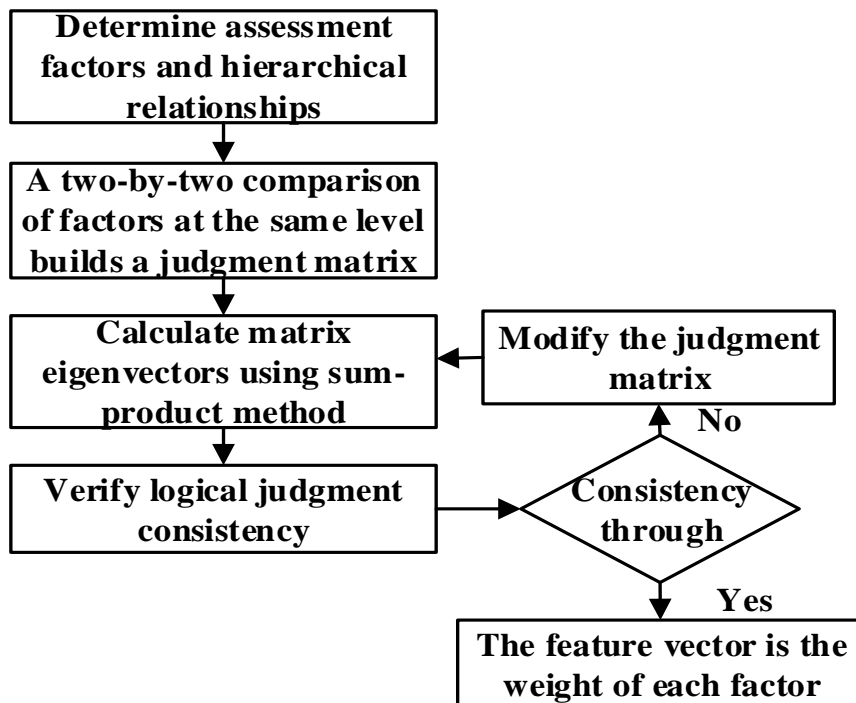 Determine assessment
factors and hierarchical
relationships
A two-by-two comparison
of factors at the same level
builds a judgment matrix
Calculate matrix
eigenvectors using sum-
product method
Modify the judgment
matrix
No
Verify logical judgment
consistency
Consistency
through
Yes
The feature vector is the
weight of each factor